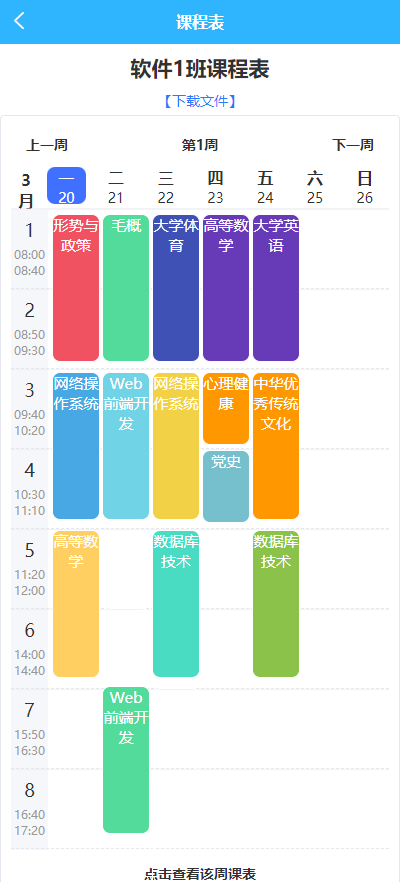 课程表
软件1班课程表
【下载文件】
上一周 第1周 下一周
3月 一 二 三 四 五 六 日
20 21 22 23 24 25 26
1
08:00
08:40
形势与政策
毛概
大学体育
高等数学
大学英语
2
08:50
09:30
3
09:40
10:20
网络操作系统
Web前端开发
网络操作系统
心理健康
中华优秀传统文化
4
10:30
11:10
党史
5
11:20
12:00
高等数学
数据库技术
数据库技术
6
14:00
14:40
7
15:50
16:30
Web前端开发
8
16:40
17:20
点击查看该周课表